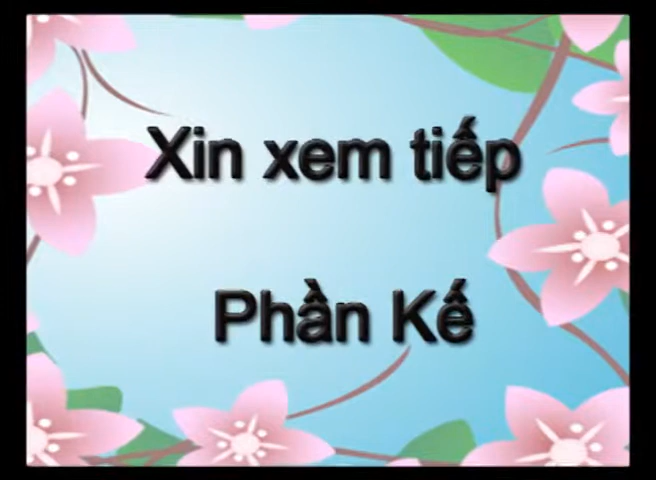 Xin xem tiếp
Phần Kế